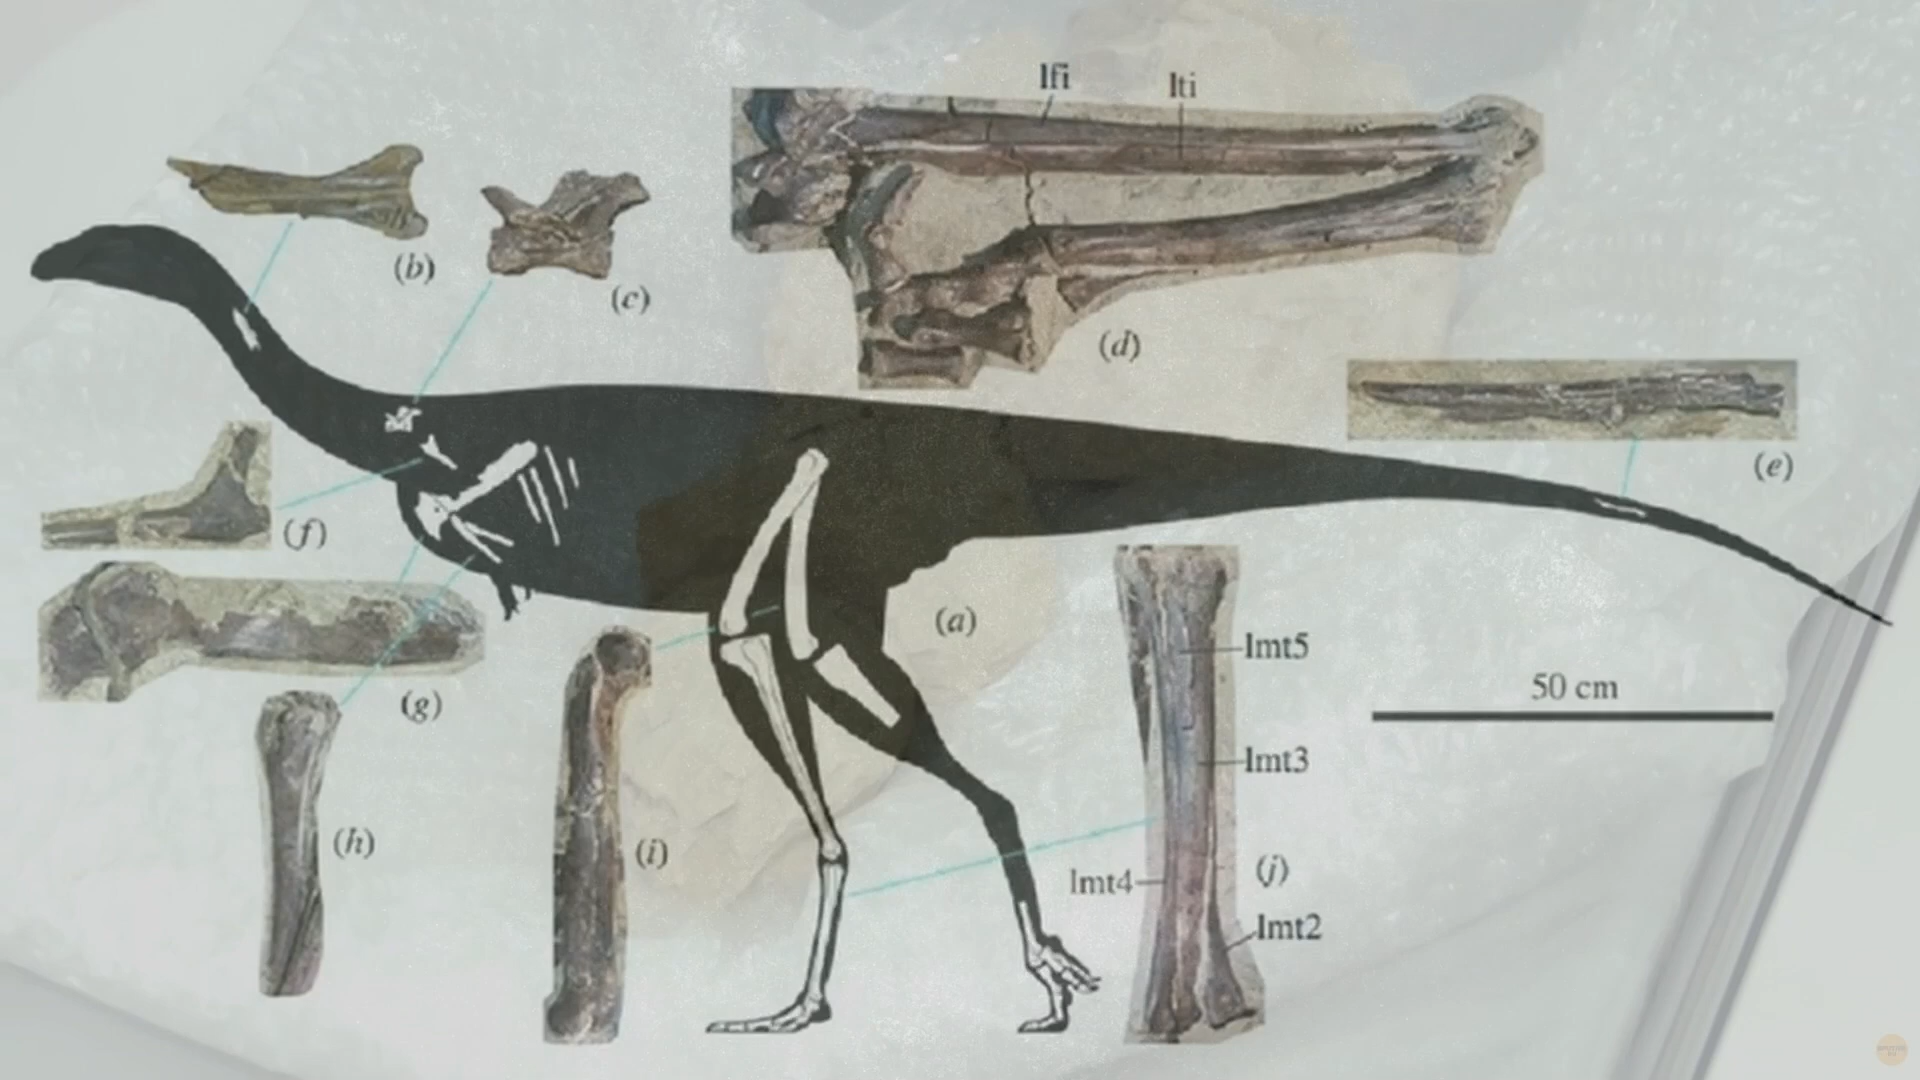 lfi
lti
(b)
(c)
(d)
(e)
(f)
(a)
lmt5
50 cm
(g)
lmt3
(h)
(i)
lmt4
(j)
lmt2